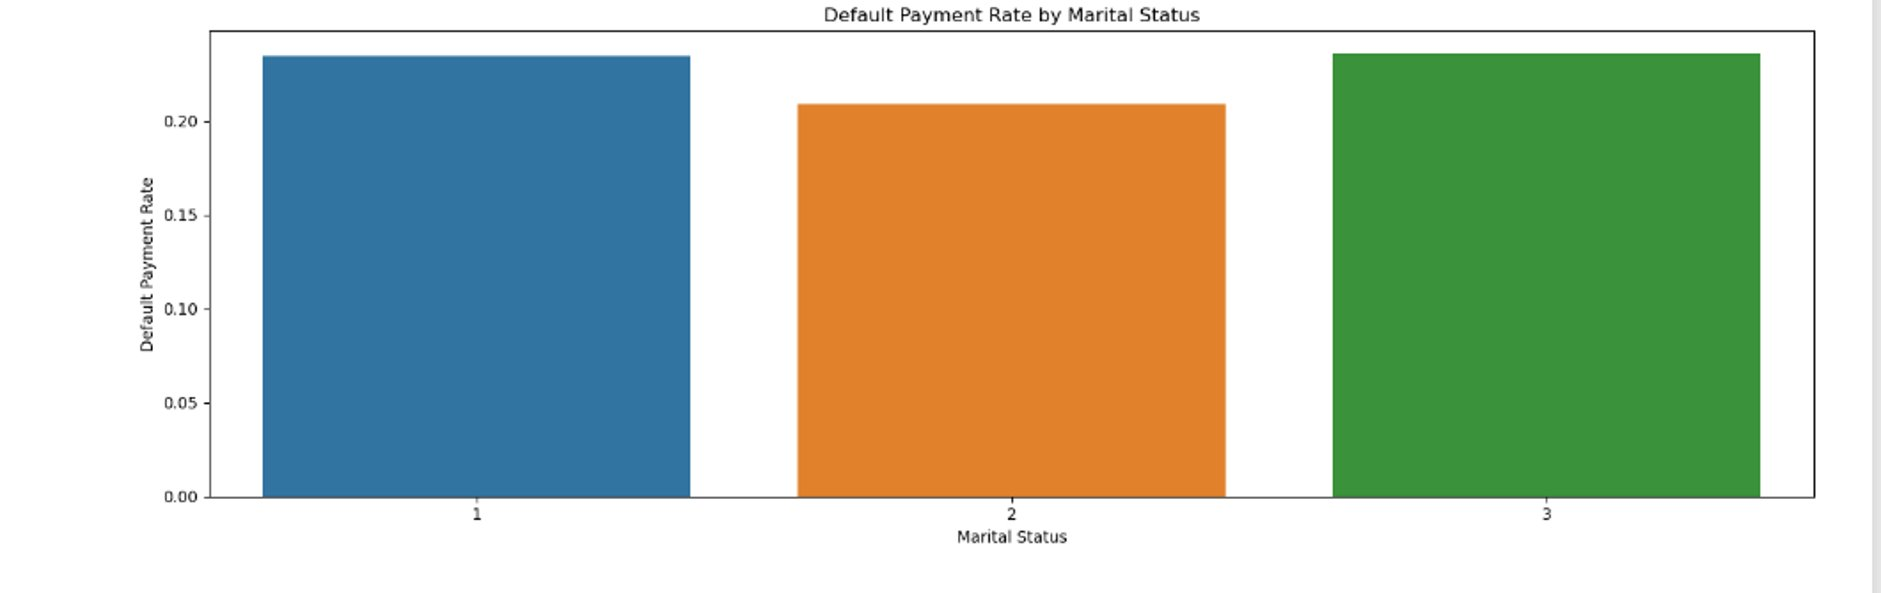 Default Payment Rate by Marital Status
Default Payment Rate
0.20
0.15
0.10
0.05
0.00
1 2 3
Marital Status